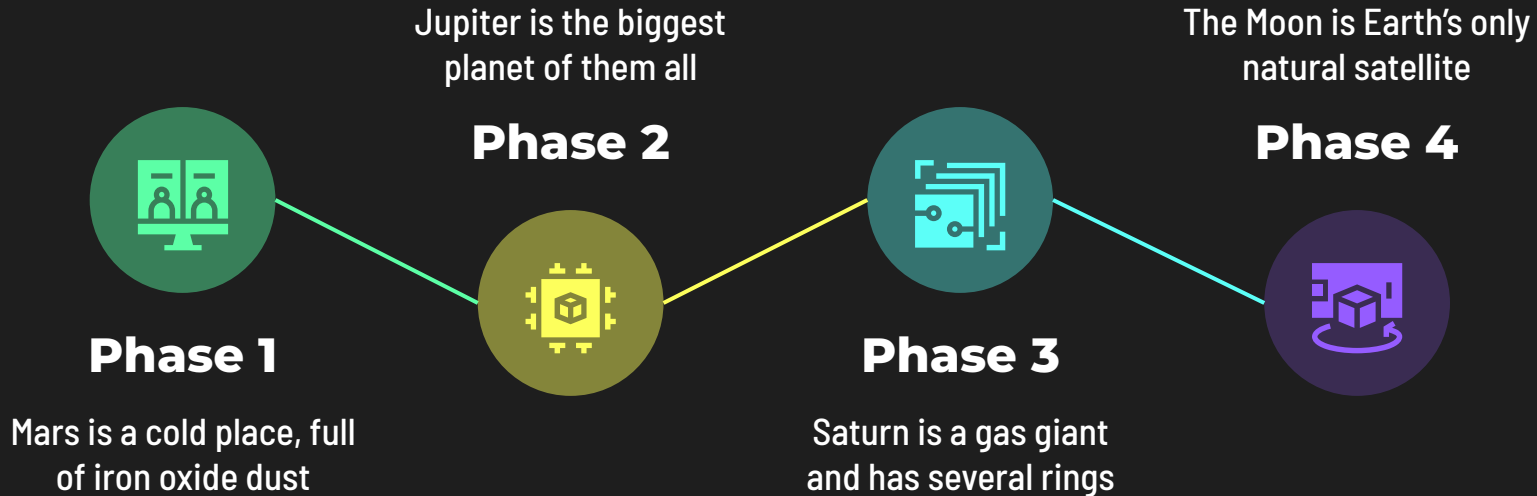 Phase 1
Mars is a cold place, full
of iron oxide dust
Jupiter is the biggest
planet of them all
Phase 2
Phase 3
Saturn is a gas giant
and has several rings
The Moon is Earth’s only
natural satellite
Phase 4